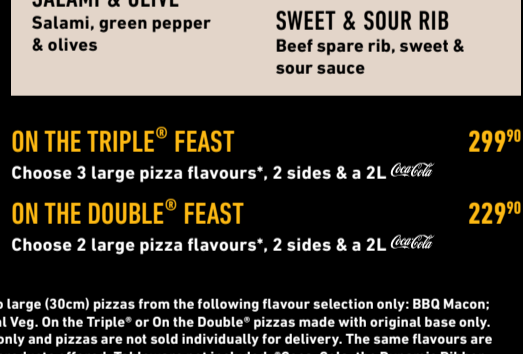 SALAMI & OLIVE
Salami, green pepper
& olives
SWEET & SOUR RIB
Beef spare rib, sweet &
sour sauce
ON THE TRIPLE® FEAST 299⁹⁰
Choose 3 large pizza flavours*, 2 sides & a 2L Coca-Cola
ON THE DOUBLE® FEAST 229⁹⁰
Choose 2 large pizza flavours*, 2 sides & a 2L Coca-Cola
large (30cm) pizzas from the following flavour selection only: BBQ Macon;
Veg. On the Triple® or On the Double® pizzas made with original base only.
only and pizzas are not sold individually for delivery. The same flavours are